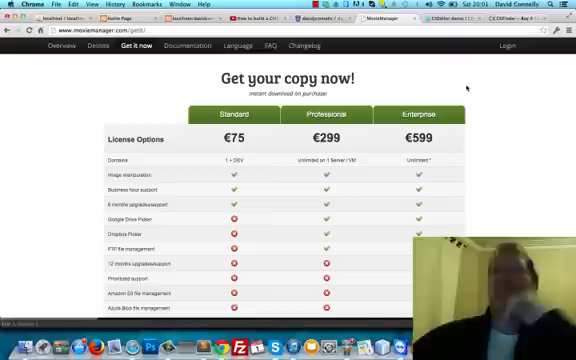 Chrome File Edit View History Bookmarks Window Help
Sat 20:01 David Connelly
Home Page
MoxieManager
www.moxiemanager.com/getit/
Overview Demos Get it now Documentation Language FAQ Changelog Login
Get your copy now!
instant download on purchase
Standard Professional Enterprise
License Options €75 €299 €599
Domains 1 + DEV Unlimited on 1 Server / VM Unlimited *
Image manipulation
Business hour support
6 months upgrades/support
Google Drive Picker
Dropbox Picker
FTP file management
12 months upgrades/support
Prioritized support
Amazon S3 file management
Azure Blob file management